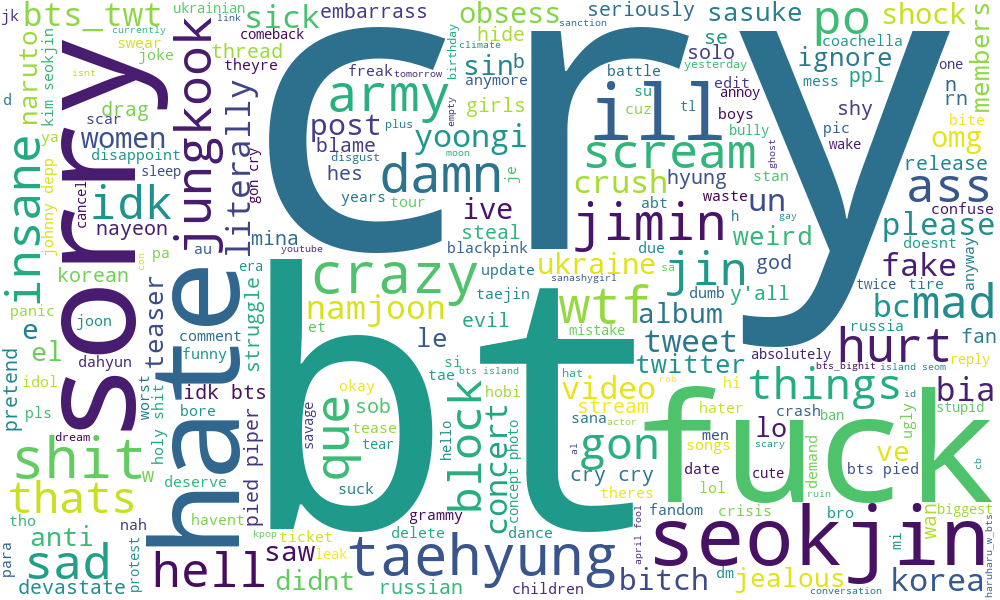 cry
bt
fuck
sorry
hate
seokjin
taehyung
jungkook
jimin
jin
ill
army
damn
crazy
wtf
scream
hurt
mad
ass
po
things
shit
hell
sad
insane
idk
thats
que
gon
block
concert
namjoon
yoongi
ukraine
literally
bts_twt
sick
embarrass
obsess
seriously
sasuke
shock
members
ukrainian
link
currently
sanction
comeback
jk
swear
joke
thread
theyre
isnt
climate
hide
sin
b
se
solo
coachella
ignore
ppl
mess
one
n
rn
omg
bite
naruto
kim seokjin
d
drag
scar
women
disappoint
ya
sleep
cancel
nayeon
johnny depp
korean
pa
panic
con
au
mina
gon cry
freak
tomorrow
post
blame
plus
empty
birthday
girls
disgust
hes
moon
years
tour
je
ive
steal
blackpink
youtube
era
update
taejin
sanashygirl
evil
le
et
struggle
teaser
comment
funny
worst
e
el
joon
dahyun
idol
pls
pretend
bore
idk bts
holy shit
dream
w
deserve
pied piper
savage
okay
sob
tease
tear
suck
si
tae
bts island
hobi
hello
concept photo
hat
sana
actor
rob
al
mistake
video
stream
theres
cry cry
men
songs
date
lol
hi
hater
cute
lo
crash
scary
ban
demand
ruin
ve
bts pied
bia
id
ugly
stupid
cb
reply
fan
russia
island seom
bts_bighit
absolutely
twitter
tweet
album
dumb
y'all
god
sa
due
weird
un
abt
h
waste
hyung
crush
stan
ghost
gay
bully
pic
wake
shy
boys
annoy
edit
yesterday
battle
su
cuz
tl
anymore
release
confuse
please
doesnt
anyway
fake
bc
twice
tire
tho
nah
havent
anti
para
devastate
protest
kpop
ticket
saw
leak
didnt
grammy
delete
dance
russian
april fool
children
bitch
fandom
crisis
bro
dm
jealous
conversation
wan
mi
biggest
korea
haruharu_w_bts